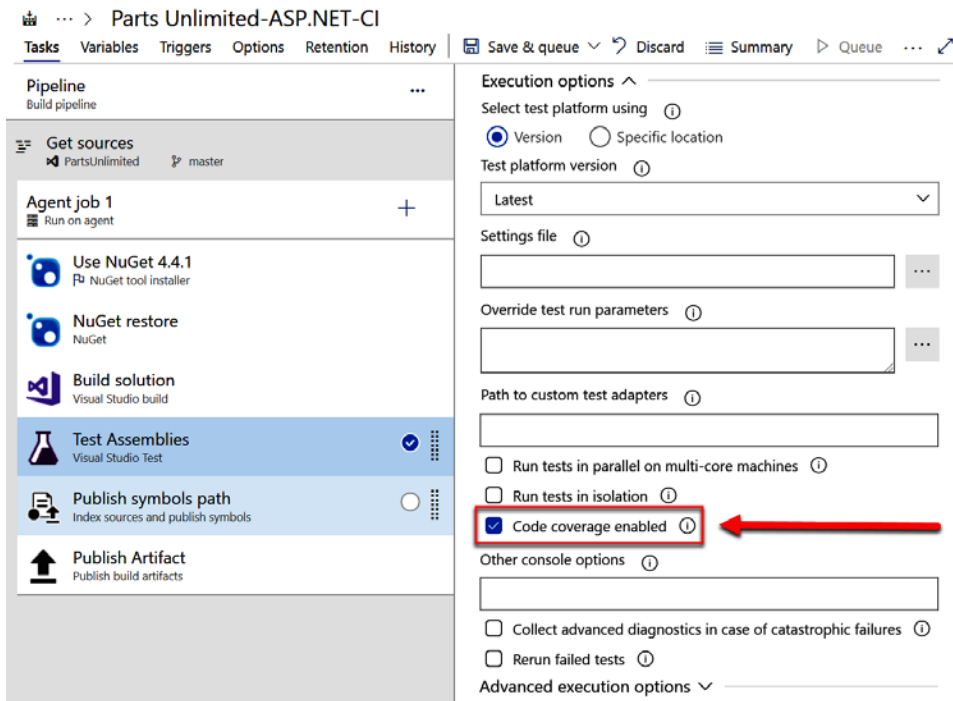 ··· > Parts Unlimited-ASP.NET-CI
Tasks Variables Triggers Options Retention History Save & queue Discard Summary Queue ···
Pipeline ···
Build pipeline
Get sources
PartsUnlimited master
Agent job 1 +
Run on agent
Use NuGet 4.4.1
NuGet tool installer
NuGet restore
NuGet
Build solution
Visual Studio build
Test Assemblies
Visual Studio Test
Publish symbols path
Index sources and publish symbols
Publish Artifact
Publish build artifacts
Execution options
Select test platform using
Version Specific location
Test platform version
Latest
Settings file
···
Override test run parameters
···
Path to custom test adapters
Run tests in parallel on multi-core machines
Run tests in isolation
Code coverage enabled
Other console options
Collect advanced diagnostics in case of catastrophic failures
Rerun failed tests
Advanced execution options